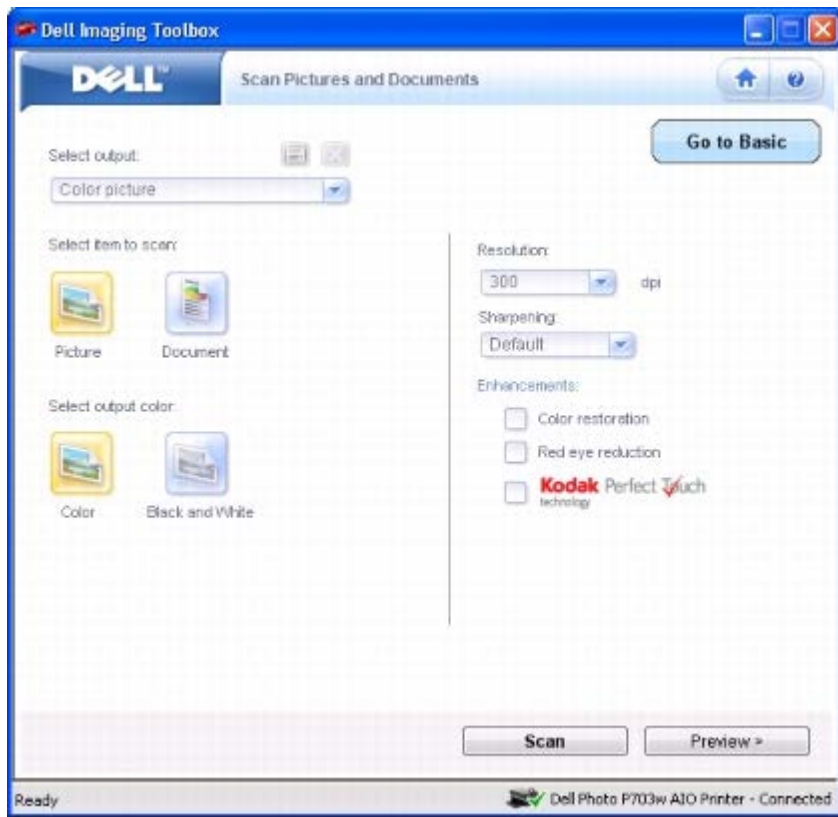 Dell Imaging Toolbox
DELL™
Scan Pictures and Documents
Go to Basic
Select output:
Color picture
Select item to scan:
Picture
Document
Select output color:
Color
Black and White
Resolution:
300
dpi
Sharpening:
Default
Enhancements:
Color restoration
Red eye reduction
Kodak Perfect Touch
technology
Scan
Preview >
Ready
Dell Photo P703w AIO Printer - Connected